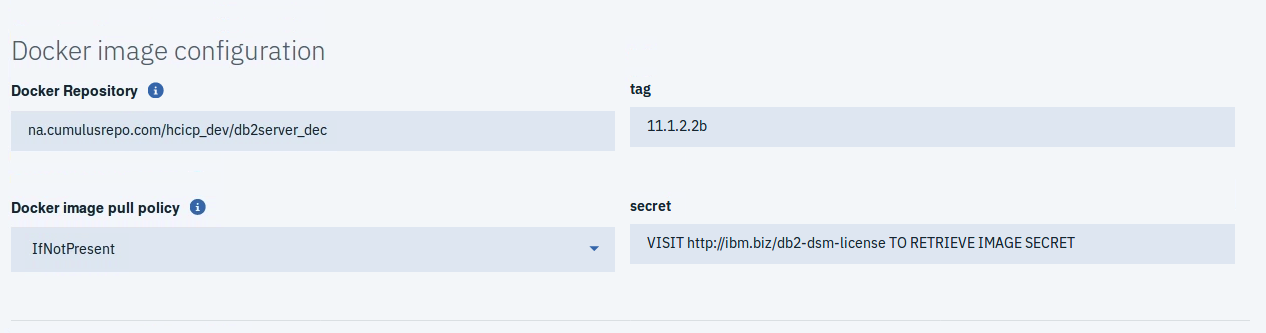 Docker image configuration
Docker Repository
tag
na.cumulusrepo.com/hcicp_dev/db2server_dec
11.1.2.2b
Docker image pull policy
secret
IfNotPresent
VISIT http://ibm.biz/db2-dsm-license TO RETRIEVE IMAGE SECRET